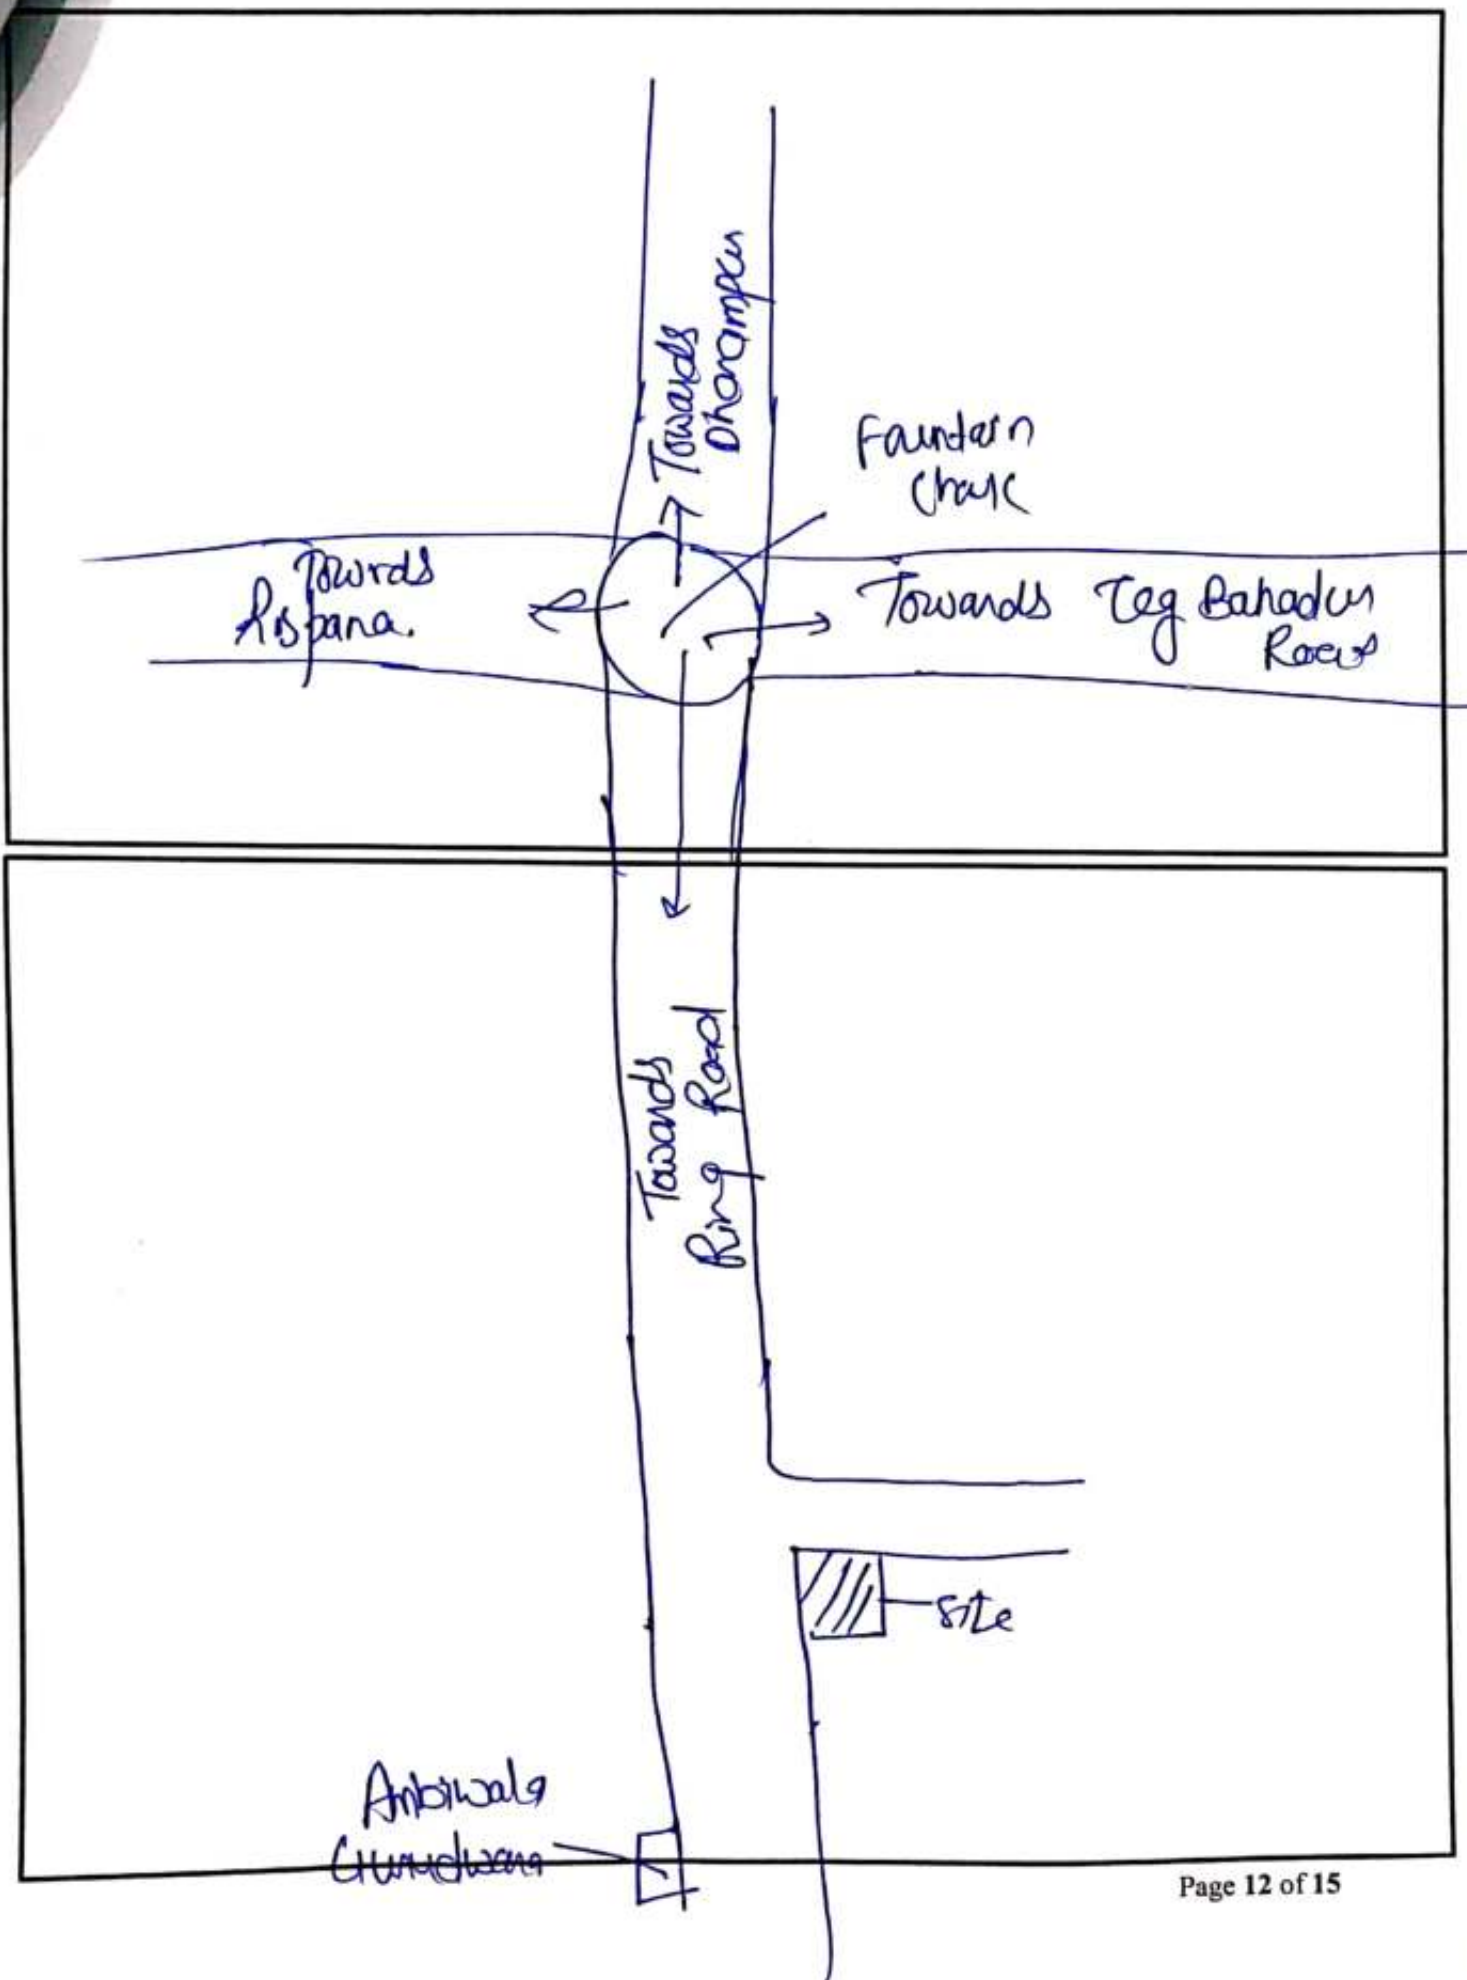 Towards
Dharampur
Fountain
Chowk
Towrds
Rispana.
Towards Teg Bahadur
Road
Towards
Ring Road
site
Ambiwala
Gurudwara
Page 12 of 15